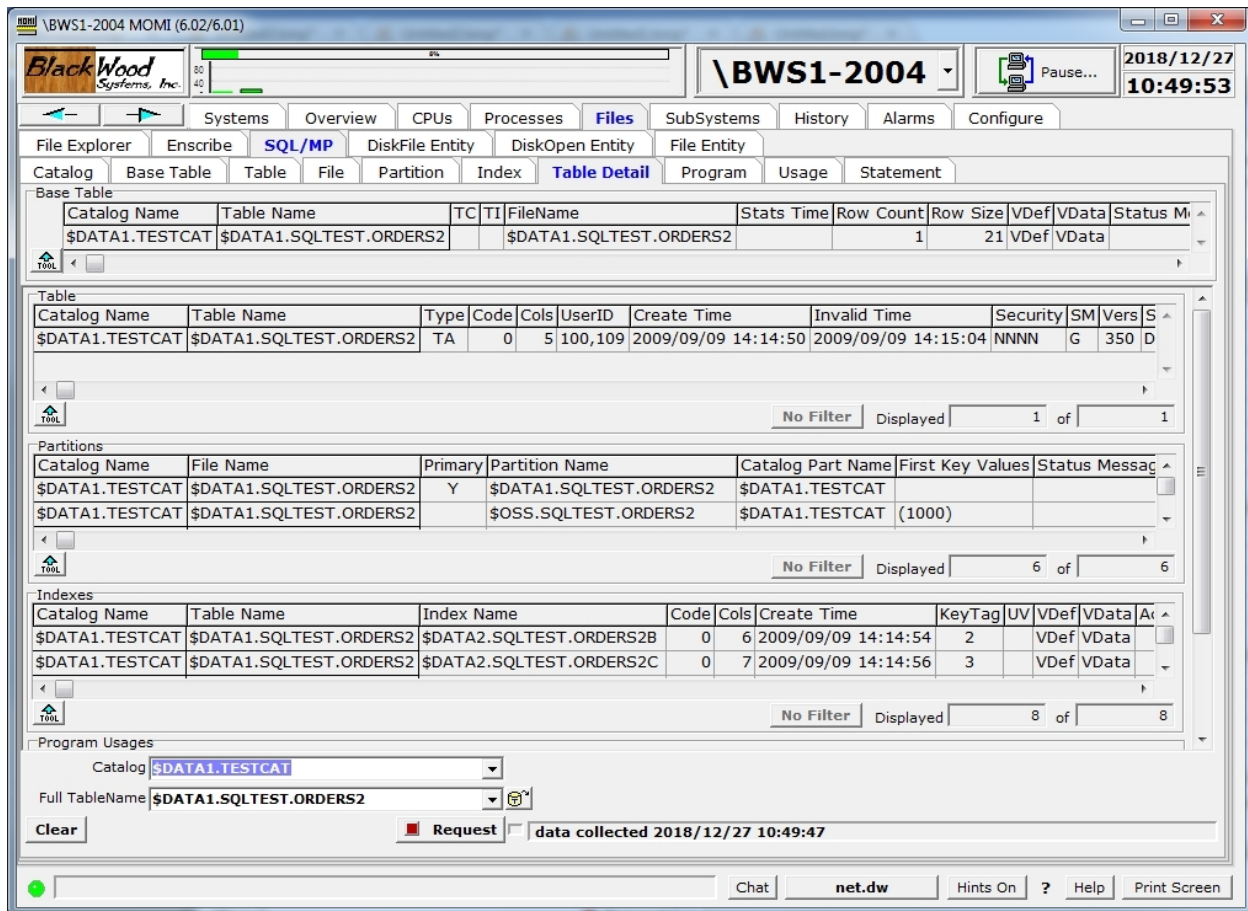 \BWS1-2004 MOMI (6.02/6.01)
BlackWood Systems, Inc.
0%
80
40
\BWS1-2004
Pause...
2018/12/27
10:49:53
Systems Overview CPUs Processes Files SubSystems History Alarms Configure
File Explorer Enscribe SQL/MP DiskFile Entity DiskOpen Entity File Entity
Catalog Base Table Table File Partition Index Table Detail Program Usage Statement
Base Table
Catalog Name Table Name TC TI FileName Stats Time Row Count Row Size VDef VData Status M
$DATA1.TESTCAT $DATA1.SQLTEST.ORDERS2 $DATA1.SQLTEST.ORDERS2 1 21 VDef VData
TOOL
Table
Catalog Name Table Name Type Code Cols UserID Create Time Invalid Time Security SM Vers S
$DATA1.TESTCAT $DATA1.SQLTEST.ORDERS2 TA 0 5 100,109 2009/09/09 14:14:50 2009/09/09 14:15:04 NNNN G 350 D
TOOL No Filter Displayed 1 of 1
Partitions
Catalog Name File Name Primary Partition Name Catalog Part Name First Key Values Status Messag
$DATA1.TESTCAT $DATA1.SQLTEST.ORDERS2 Y $DATA1.SQLTEST.ORDERS2 $DATA1.TESTCAT
$DATA1.TESTCAT $DATA1.SQLTEST.ORDERS2 $OSS.SQLTEST.ORDERS2 $DATA1.TESTCAT (1000)
TOOL No Filter Displayed 6 of 6
Indexes
Catalog Name Table Name Index Name Code Cols Create Time KeyTag UV VDef VData
$DATA1.TESTCAT $DATA1.SQLTEST.ORDERS2 $DATA2.SQLTEST.ORDERS2B 0 6 2009/09/09 14:14:54 2 VDef VData
$DATA1.TESTCAT $DATA1.SQLTEST.ORDERS2 $DATA2.SQLTEST.ORDERS2C 0 7 2009/09/09 14:14:56 3 VDef VData
TOOL No Filter Displayed 8 of 8
Program Usages
Catalog $DATA1.TESTCAT
Full TableName $DATA1.SQLTEST.ORDERS2
Clear Request data collected 2018/12/27 10:49:47
Chat net.dw Hints On ? Help Print Screen